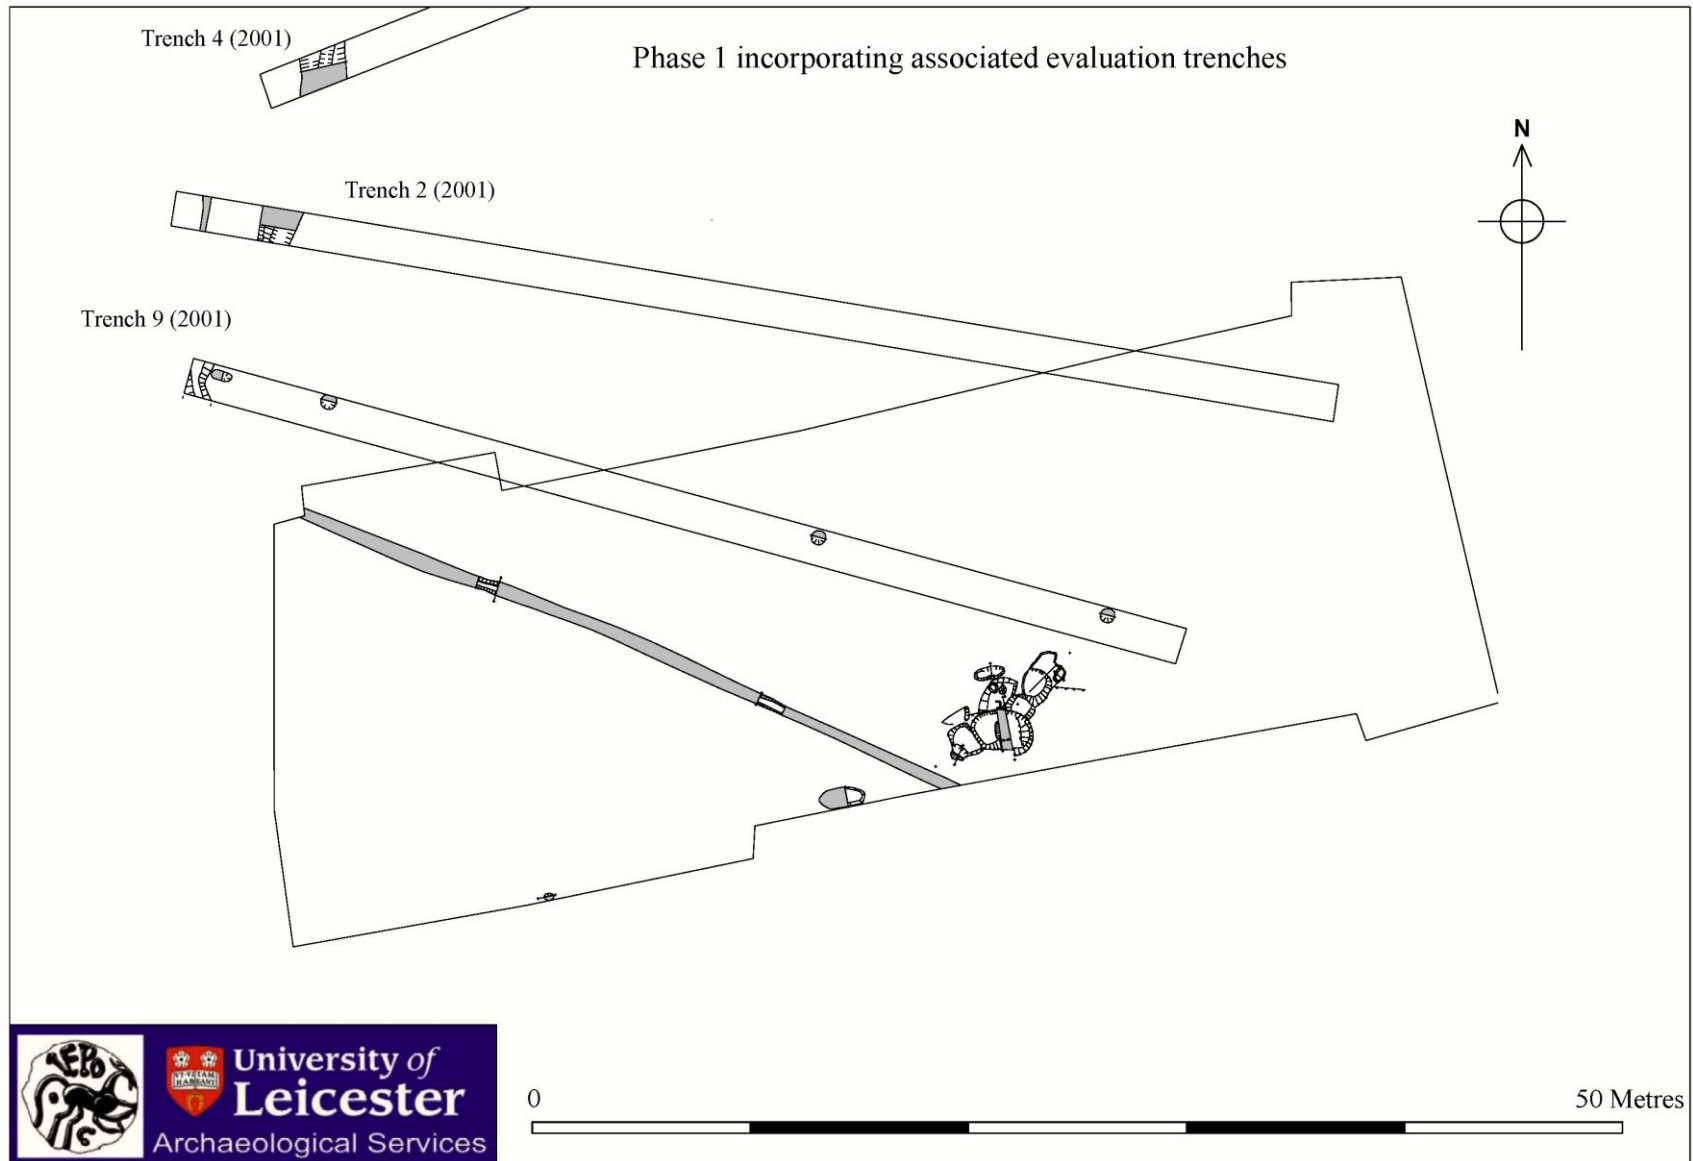 Trench 4 (2001)
Phase 1 incorporating associated evaluation trenches
N
Trench 2 (2001)
Trench 9 (2001)
University of
Leicester
Archaeological Services
0
50 Metres